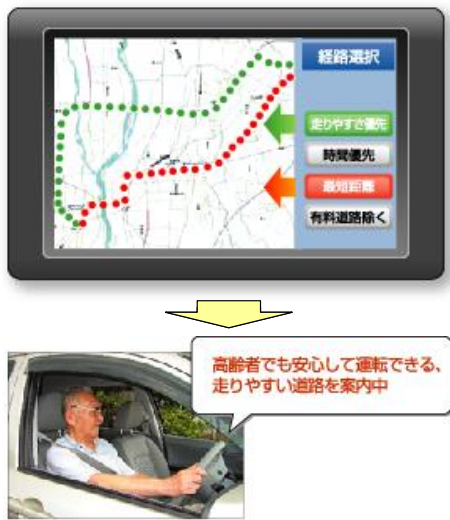 経路選択
走りやすさ優先
時間優先
最短距離
有料道路除く
高齢者でも安心して運転できる、
走りやすい道路を案内中